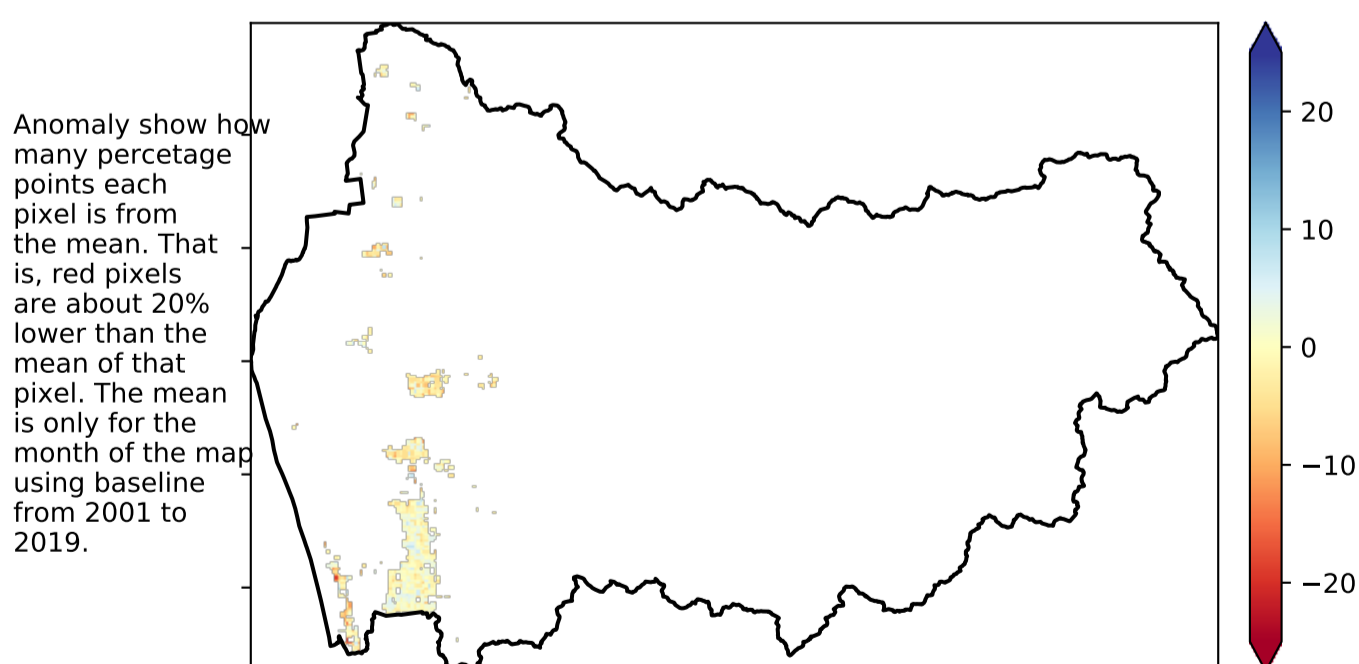 Anomaly show how
many percetage
points each
pixel is from
the mean. That
is, red pixels
are about 20%
lower than the
mean of that
pixel. The mean
is only for the
month of the map
using baseline
from 2001 to
2019.
20
10
0
−10
−20